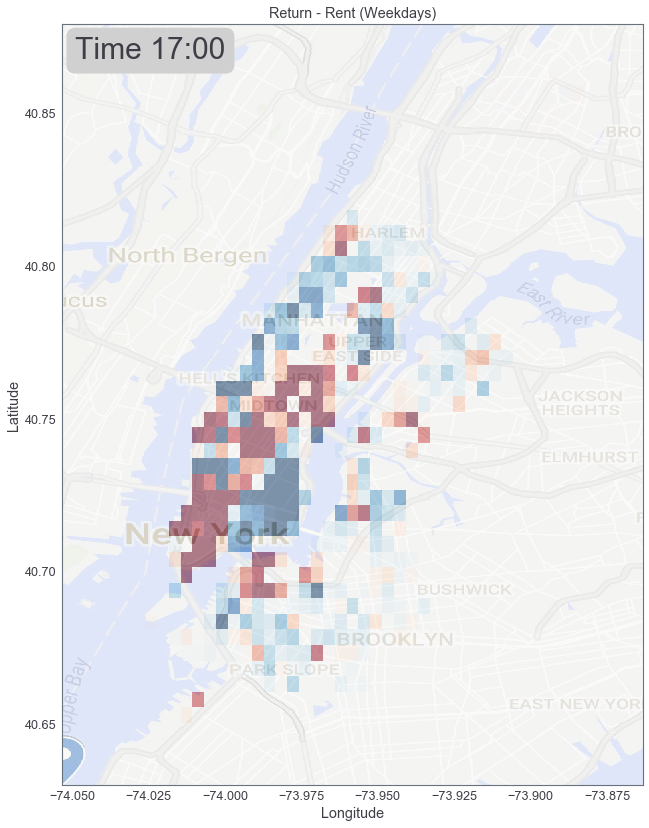 Return - Rent (Weekdays)
Time 17:00
40.85
40.80
40.75
40.70
40.65
Latitude
Hudson River
BRO
HARLEM
North Bergen
East River
UCUS
MANHATTAN
UPPER
EAST SIDE
HELL'S KITCHEN
MIDTOWN
JACKSON
HEIGHTS
ELMHURST
New York
BUSHWICK
BROOKLYN
PARK SLOPE
EAST NEW YORK
pper Bay
−74.050 −74.025 −74.000 −73.975 −73.950 −73.925 −73.900 −73.875
Longitude